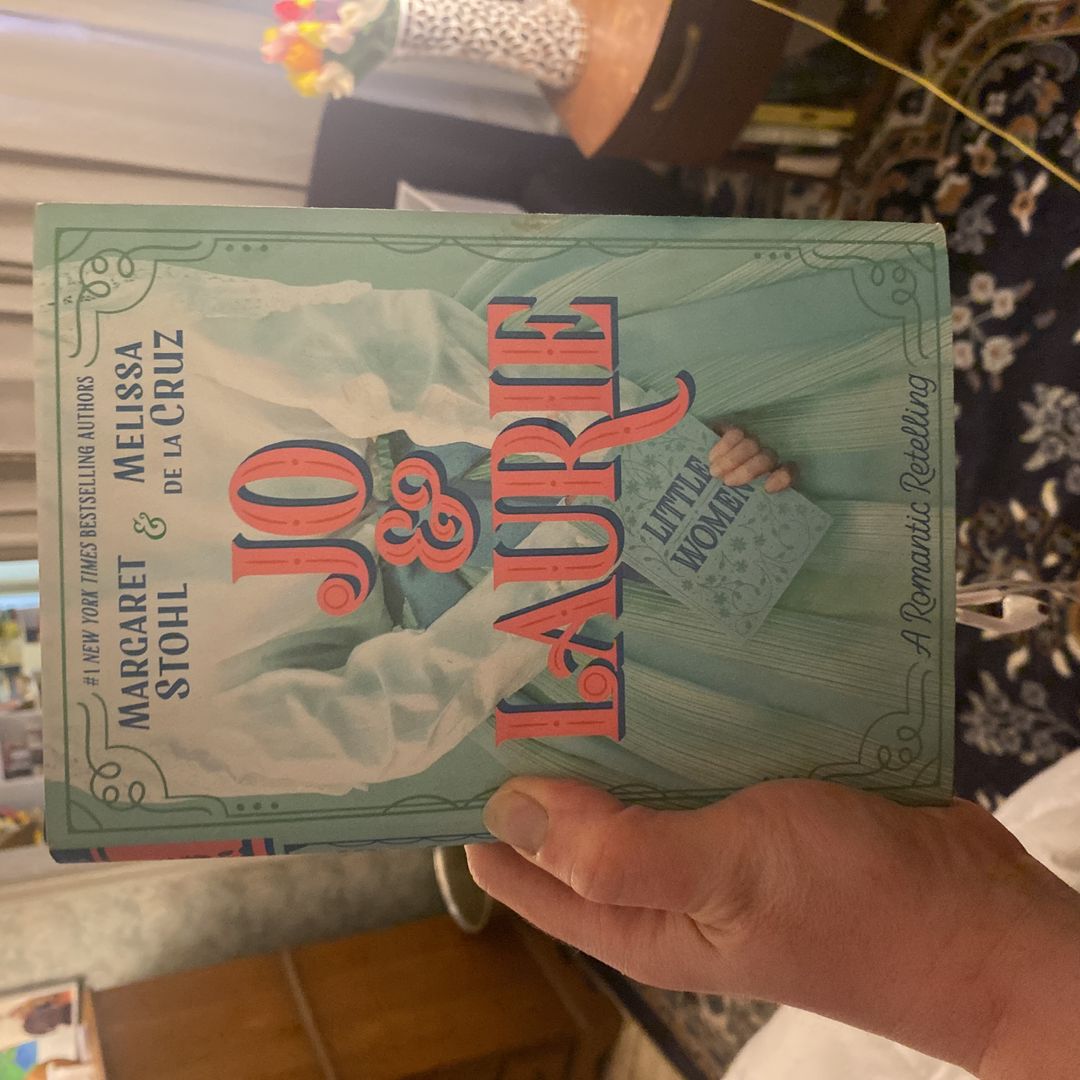 #1 NEW YORK TIMES BESTSELLING AUTHORS
MARGARET STOHL & MELISSA DE LA CRUZ
JO
&
LAURIE
LITTLE
WOMEN
A Romantic Retelling